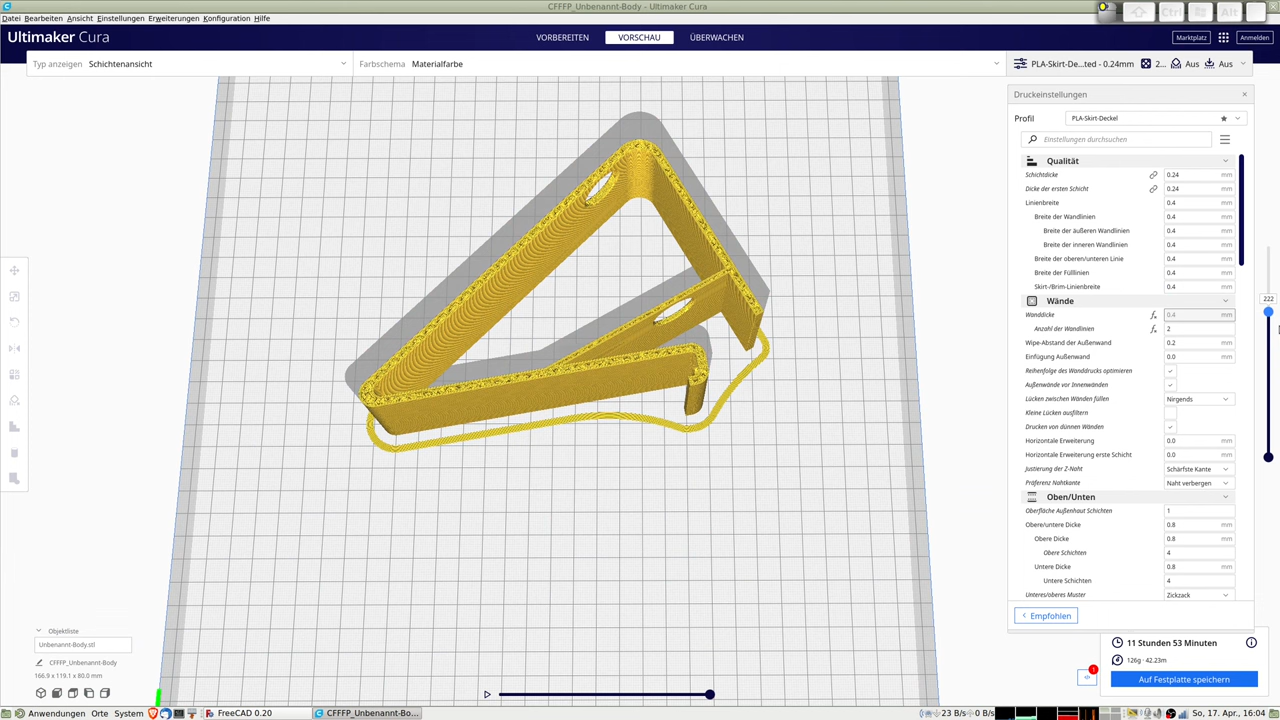 CFFFP_Unbenannt-Body - Ultimaker Cura
Datei Bearbeiten Ansicht Einstellungen Erweiterungen Konfiguration Hilfe
Ctrl Alt
Ultimaker Cura
VORBEREITEN VORSCHAU ÜBERWACHEN
Marktplatz Anmelden
Typ anzeigen Schichtenansicht
Farbschema Materialfarbe
PLA-Skirt-De...ted - 0.24mm 2... Aus Aus
Druckeinstellungen
Profil PLA-Skirt-Deckel
Einstellungen durchsuchen
Qualität
Schichtdicke 0.24 mm
Dicke der ersten Schicht 0.24 mm
Linienbreite 0.4 mm
Breite der Wandlinien 0.4 mm
Breite der äußeren Wandlinien 0.4 mm
Breite der inneren Wandlinien 0.4 mm
Breite der oberen/unteren Linie 0.4 mm
Breite der Fülllinien 0.4 mm
Skirt-/Brim-Linienbreite 0.4 mm
Wände
Wanddicke 0.4 mm
Anzahl der Wandlinien 2
Wipe-Abstand der Außenwand 0.2 mm
Einfügung Außenwand 0.0 mm
Reihenfolge des Wanddrucks optimieren
Außenwände vor Innenwänden
Lücken zwischen Wänden füllen Nirgends
Kleine Lücken ausfiltern
Drucken von dünnen Wänden
Horizontale Erweiterung 0.0 mm
Horizontale Erweiterung erste Schicht 0.0 mm
Justierung der Z-Naht Schärfste Kante
Präferenz Nahtkante Naht verbergen
Oben/Unten
Oberfläche Außenhaut Schichten 1
Obere/untere Dicke 0.8 mm
Obere Dicke 0.8 mm
Obere Schichten 4
Untere Dicke 0.8 mm
Untere Schichten 4
Unteres/oberes Muster Zickzack
Empfohlen
222
Objektliste
Unbenannt-Body.stl
CFFFP_Unbenannt-Body
166.9 x 119.1 x 80.0 mm
1
11 Stunden 53 Minuten
126g · 42.23m
Auf Festplatte speichern
Anwendungen Orte System FreeCAD 0.20 CFFFP_Unbenannt-Bo... 23 B/s 0 B/s So, 17. Apr., 16:04